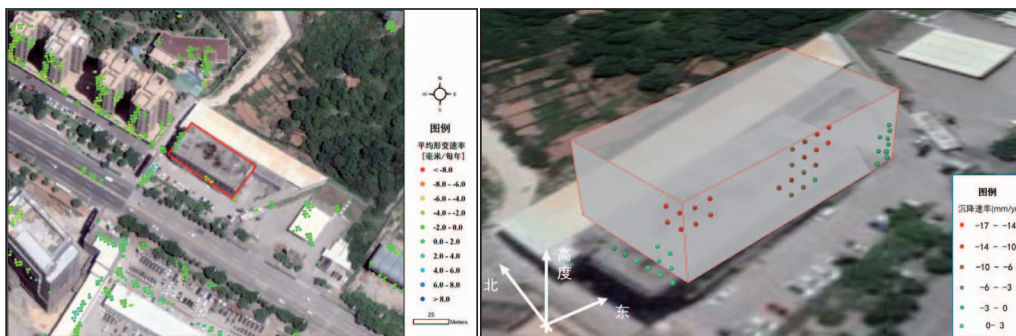 N
W
E
S
图例
平均形变速率
[毫米/每年]
< -8.0
-8.0 - -6.0
-6.0 - -4.0
-4.0 - -2.0
-2.0 - 0.0
0.0 - 2.0
2.0 - 4.0
4.0 - 6.0
6.0 - 8.0
> 8.0
25
Meters
北
高度
东
图例
沉降速率(mm/y
-17 - -14
-14 - -10
-10 - -6
-6 - -3
-3 - 0
0- 3